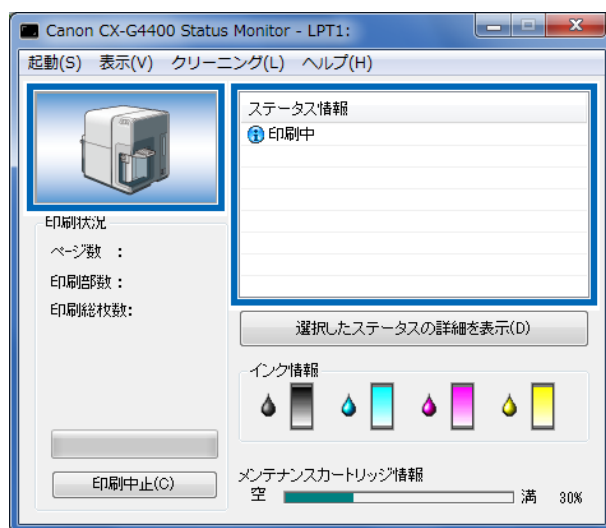 Canon CX-G4400 Status Monitor - LPT1:
起動(S) 表示(V) クリーニング(L) ヘルプ(H)
ステータス情報
印刷中
印刷状況
ページ数 :
印刷部数:
印刷総枚数:
選択したステータスの詳細を表示(D)
インク情報
印刷中止(C)
メンテナンスカートリッジ情報
空 満 30%